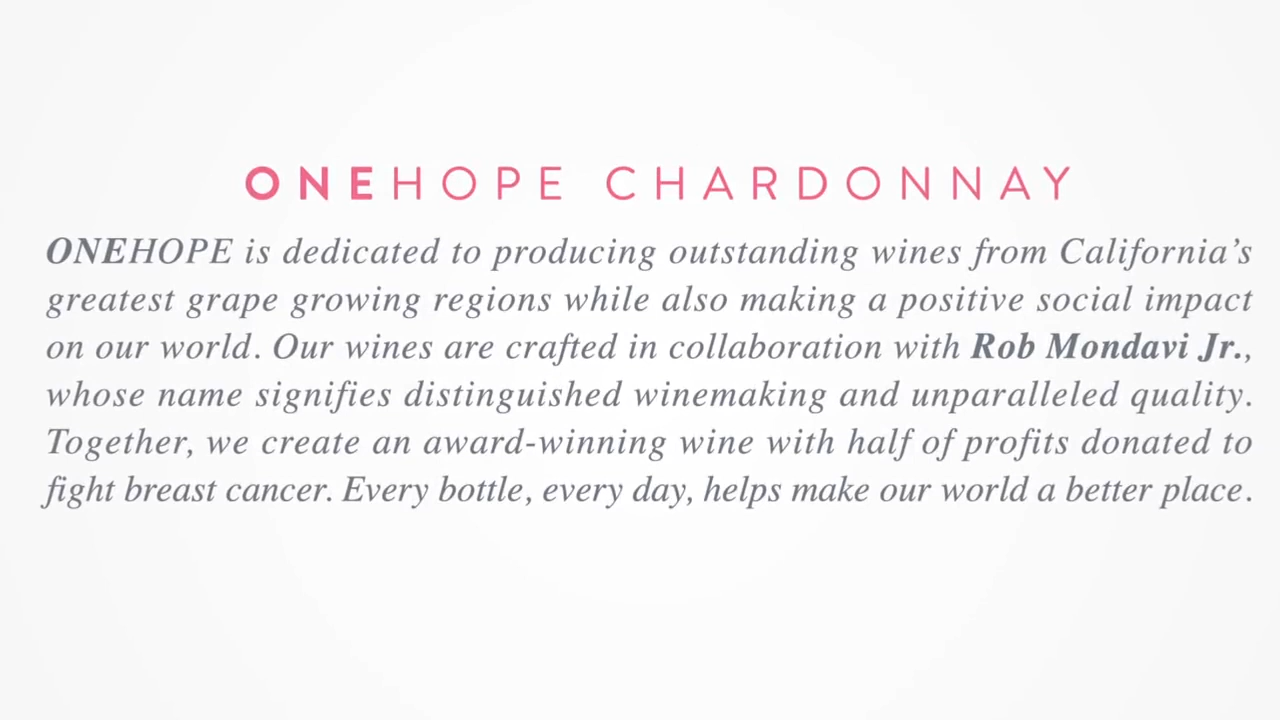 ONEHOPE CHARDONNAY
ONEHOPE is dedicated to producing outstanding wines from California’s
greatest grape growing regions while also making a positive social impact
on our world. Our wines are crafted in collaboration with Rob Mondavi Jr.,
whose name signifies distinguished winemaking and unparalleled quality.
Together, we create an award-winning wine with half of profits donated to
fight breast cancer. Every bottle, every day, helps make our world a better place.